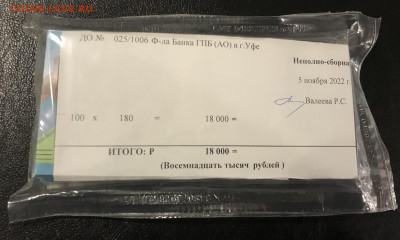 ДО № 025/1006 Ф-ла Банка ГПБ (АО) в г.Уфе
Неполно-сборна
5 ноября 2022 г.
Валеева Р.С.
100 х 180 = 18 000 =
ИТОГО: Р 18 000 =
(Восемнадцать тысяч рублей )